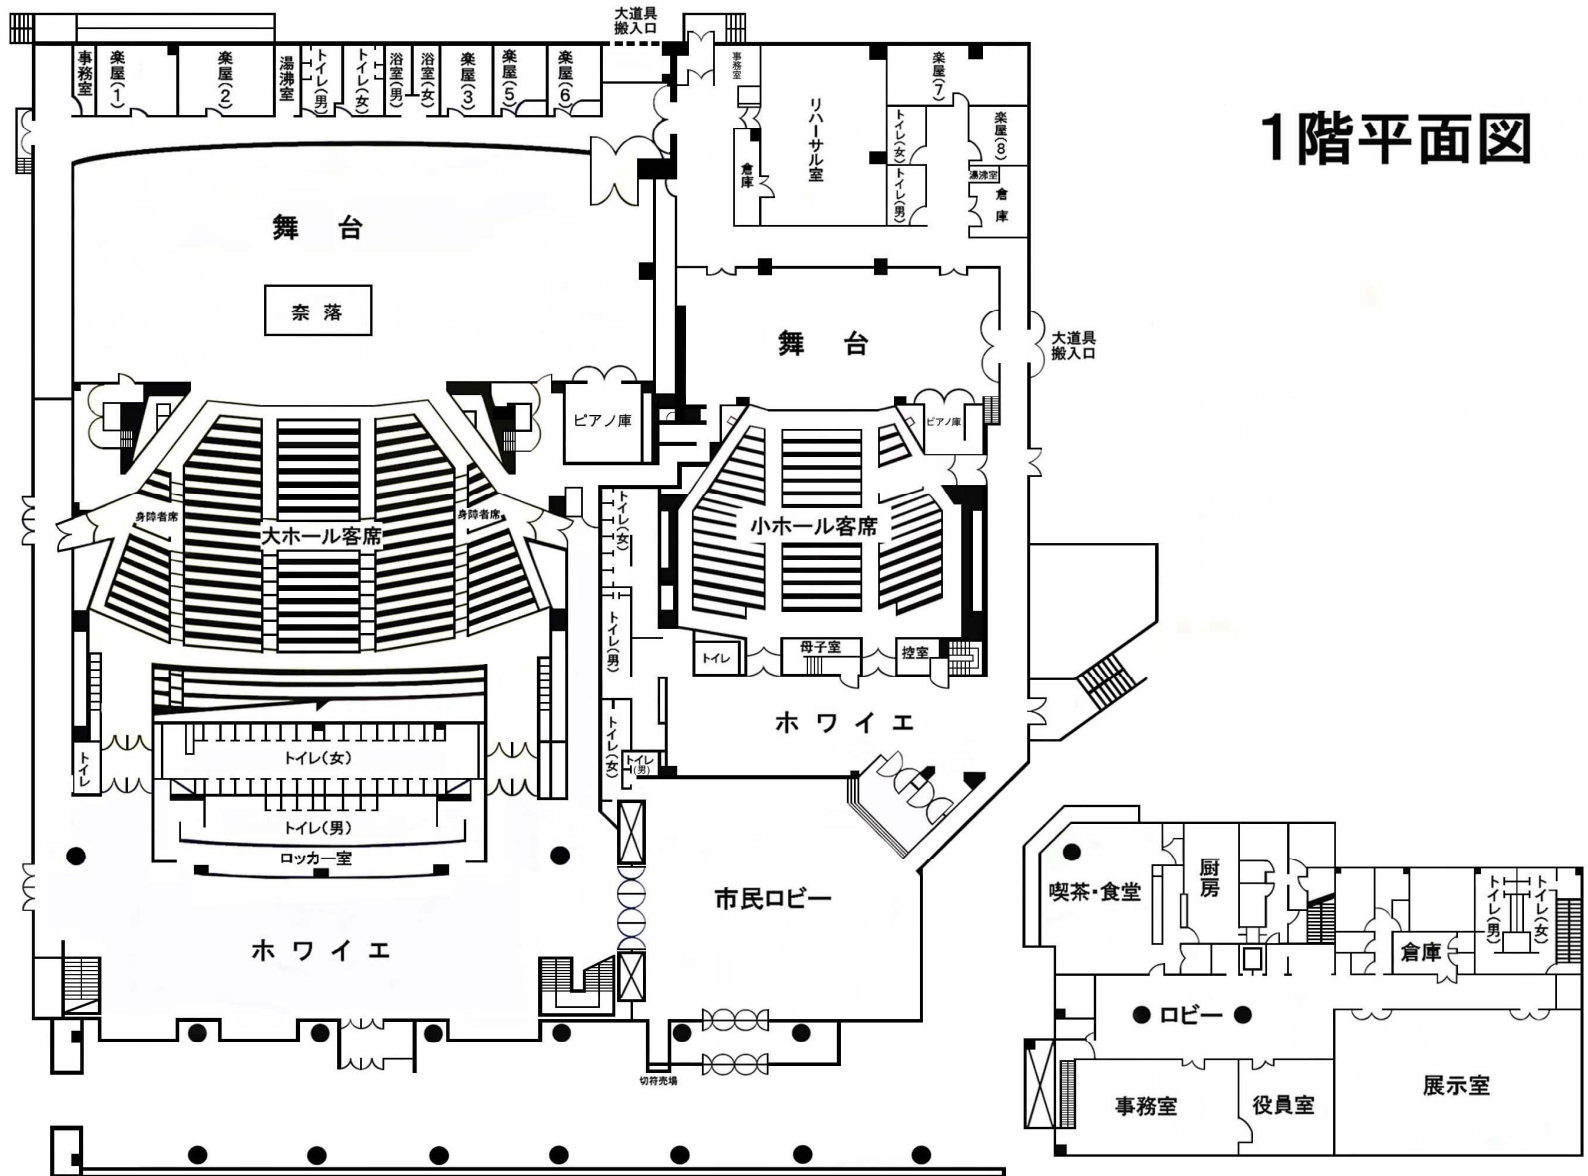 1階平面図
大道具
搬入口
事務室
楽屋(1)
楽屋(2)
湯沸室
トイレ(男)
トイレ(女)
浴室(男)
浴室(女)
楽屋(3)
楽屋(5)
楽屋(6)
事務室
リハーサル室
倉庫
楽屋(7)
トイレ(女)
トイレ(男)
楽屋(8)
湯沸室
倉庫
舞台
奈落
舞台
大道具
搬入口
ピアノ庫
ピアノ庫
身障者席
大ホール客席
身障者席
トイレ(女)
小ホール客席
トイレ(男)
トイレ
母子室
控室
ホワイエ
トイレ(女)
トイレ(男)
トイレ
トイレ(女)
トイレ(男)
ロッカー室
ホワイエ
市民ロビー
切符売場
喫茶・食堂
厨房
倉庫
トイレ(男)
トイレ(女)
ロビー
事務室
役員室
展示室